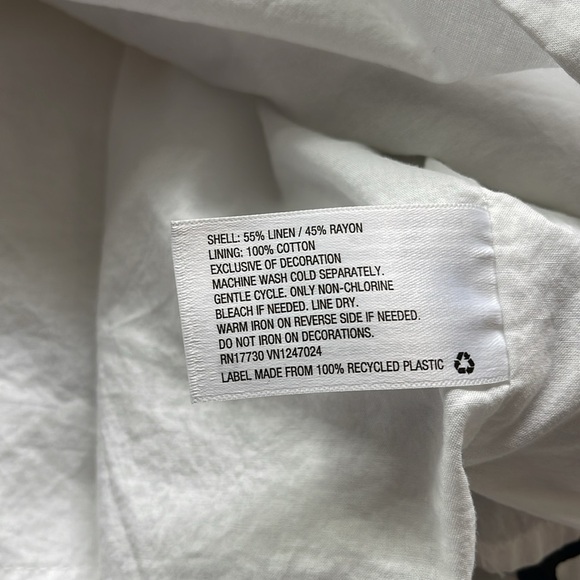 SHELL: 55% LINEN / 45% RAYON
LINING: 100% COTTON
EXCLUSIVE OF DECORATION
MACHINE WASH COLD SEPARATELY.
GENTLE CYCLE. ONLY NON-CHLORINE
BLEACH IF NEEDED. LINE DRY.
WARM IRON ON REVERSE SIDE IF NEEDED.
DO NOT IRON ON DECORATIONS.
RN17730 VN1247024
LABEL MADE FROM 100% RECYCLED PLASTIC